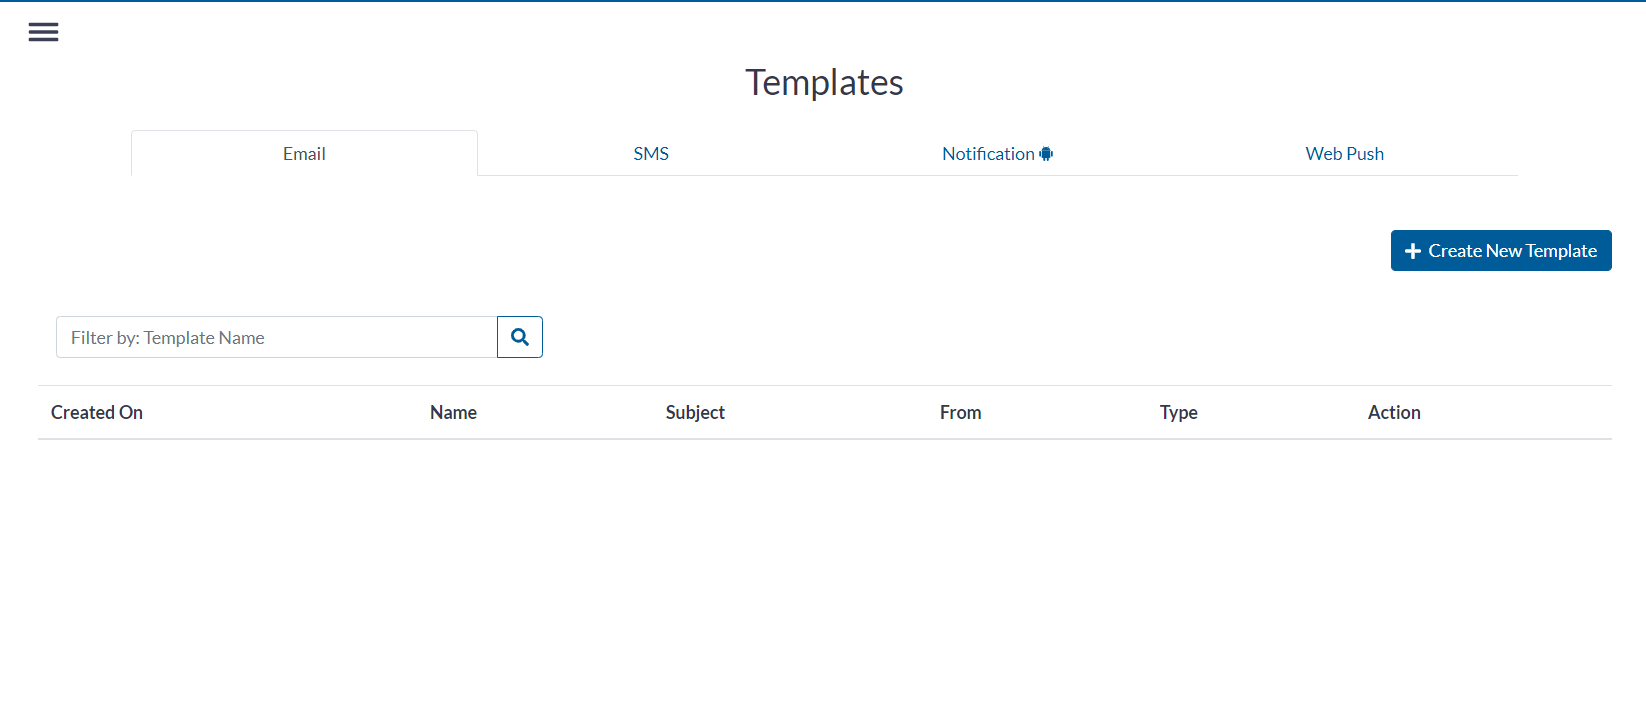 Templates
Email SMS Notification Web Push
Create New Template
Filter by: Template Name
Created On Name Subject From Type Action